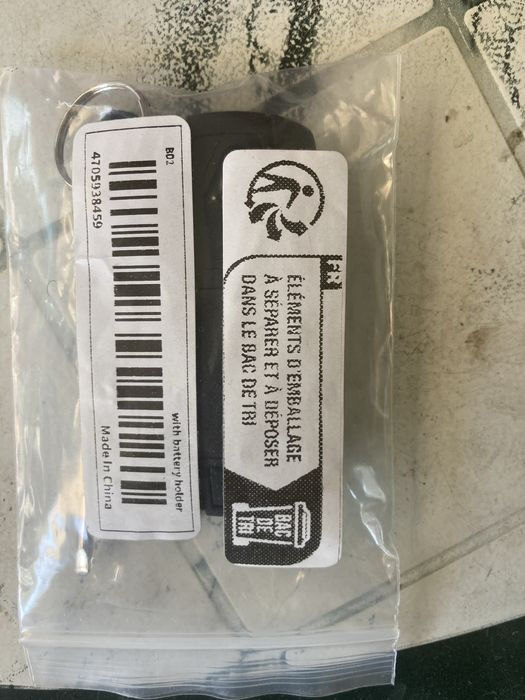 with battery holder
Made In China
B02
4705938459
FR
ÉLÉMENTS D'EMBALLAGE
À SÉPARER ET À DÉPOSER
DANS LE BAC DE TRI
BAC
DE
TRI